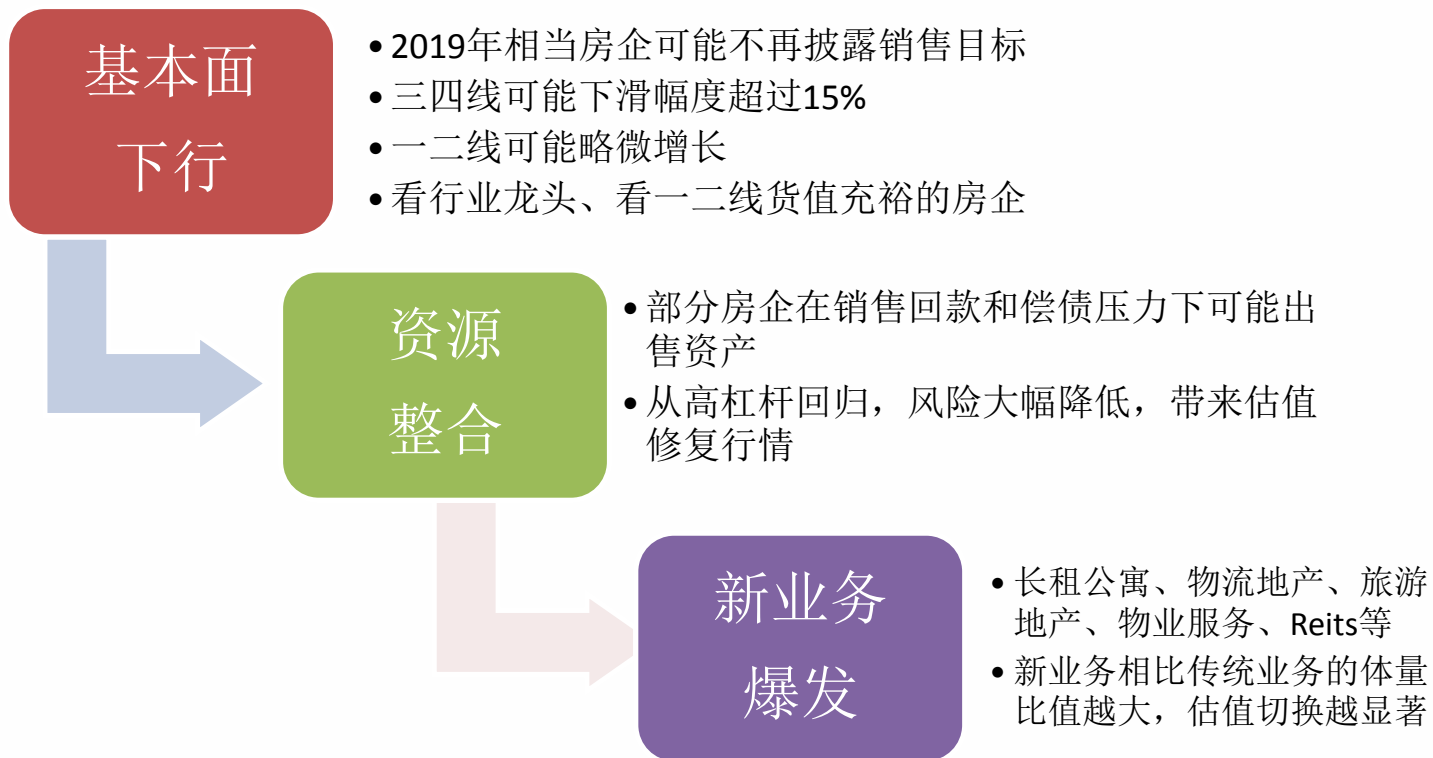 基本面
下行
•2019年相当房企可能不再披露销售目标
•三四线可能下滑幅度超过15%
•一二线可能略微增长
•看行业龙头、看一二线货值充裕的房企
资源
整合
•部分房企在销售回款和偿债压力下可能出
售资产
•从高杠杆回归，风险大幅降低，带来估值
修复行情
新业务
爆发
•长租公寓、物流地产、旅游
地产、物业服务、Reits等
•新业务相比传统业务的体量
比值越大，估值切换越显著